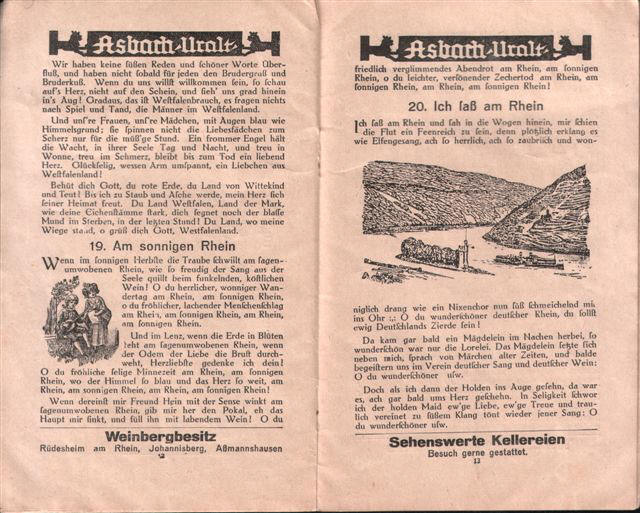 Asbach „Uralt“
Wir haben keine süßen Reden und schöner Worte Über-
fluß, und haben nicht sobald für jeden den Brudergruß und
Bruderkuß. Wenn du uns willst willkommen sein, so schau
auf's Herz, nicht auf den Schein, und sieh' uns grad hinein
in's Aug! Gradaus, das ist Westfalenbrauch, es fragen nichts
nach Spiel und Tand, die Männer im Westfalenland.
Und uns're Frauen, uns're Mädchen, mit Augen blau wie
Himmelsgrund; sie spinnen nicht die Liebesfädchen zum
Scherz nur für die müß'ge Stund. Ein frommer Engel hält
die Wacht, in ihrer Seele Tag und Nacht, und treu in
Wonne, treu im Schmerz, bleibt bis zum Tod ein liebend
Herz. Glückselig, wessen Arm umspannt, ein Liebchen aus
Westfalenland!
Behüt dich Gott, du rote Erde, du Land von Wittekind
und Teut! Bis ich zu Staub und Asche werde, mein Herz sich
seiner Heimat freut. Du Land Westfalen, Land der Mark,
wie deine Eichenstämme stark, dich segnet noch der blasse
Mund im Sterben, in der letzten Stund! Du Land, wo meine
Wiege stand, o grüß dich Gott, Westfalenland.
19. Am sonnigen Rhein
Wenn im sonnigen Herbste die Traube schwillt am sagen-
umwobenen Rhein, wie so freudig der Sang aus der
Seele quillt beim funkelnden, köstlichen
Wein! O du herrlicher, wonniger Wan-
dertag am Rhein, am sonnigen Rhein,
o du fröhlicher, lachender Menschenschlag
am Rhein, am sonnigen Rhein, am Rhein,
am sonnigen Rhein.
Und im Lenz, wenn die Erde in Blüten
steht am sagenumwobenen Rhein, wenn
der Odem der Liebe die Brust durch-
weht, Herzliebste gedenke ich dein!
O du fröhliche selige Minnezeit am Rhein, am sonnigen
Rhein, wo der Himmel so blau und das Herz so weit, am
Rhein, am sonnigen Rhein, am Rhein, am sonnigen Rhein!
Wenn dereinst mir Freund Hein mit der Sense winkt am
sagenumwobenen Rhein, gib mir her den Pokal, eh das
Haupt mir sinkt, und füll ihn mit labendem Wein! O du
Weinbergbesitz
Rüdesheim am Rhein, Johannisberg, Aßmannshausen
12
Asbach „Uralt“
friedlich verglimmendes Abendrot am Rhein, am sonnigen
Rhein, o du leichter, versönender Zechertod am Rhein, am
sonnigen Rhein, am Rhein, am sonnigen Rhein!
20. Ich saß am Rhein
Ich saß am Rhein und sah in die Wogen hinein, mir schien
die Flut ein Feenreich zu sein, denn plötzlich erklang es
wie Elfengesang, ach so herrlich, ach so zaubrisch und won-
niglich drang wie ein Nixenchor nun süß schmeichelnd mir
ins Ohr :,: O du wunderschöner deutscher Rhein, du sollst
ewig Deutschlands Zierde sein!
Da kam gar bald ein Mägdelein im Nachen herbei, so
wunderschön war nur die Lorelei. Das Mägdelein setzte sich
neben mich, sprach von Märchen alter Zeiten, und balde
begeistern uns im Verein deutscher Sang und deutscher Wein:
O du wunderschöner usw.
Doch als ich dann der Holden ins Auge gesehn, da war
es, ach gar bald ums Herz geschehn. In Seligkeit schwor
ich der holden Maid ew'ge Liebe, ew'ge Treue und trau-
lich vereinet zu süßem Klang tönt wieder jener Sang: O
du wunderschöner usw.
Sehenswerte Kellereien
Besuch gerne gestattet.
13